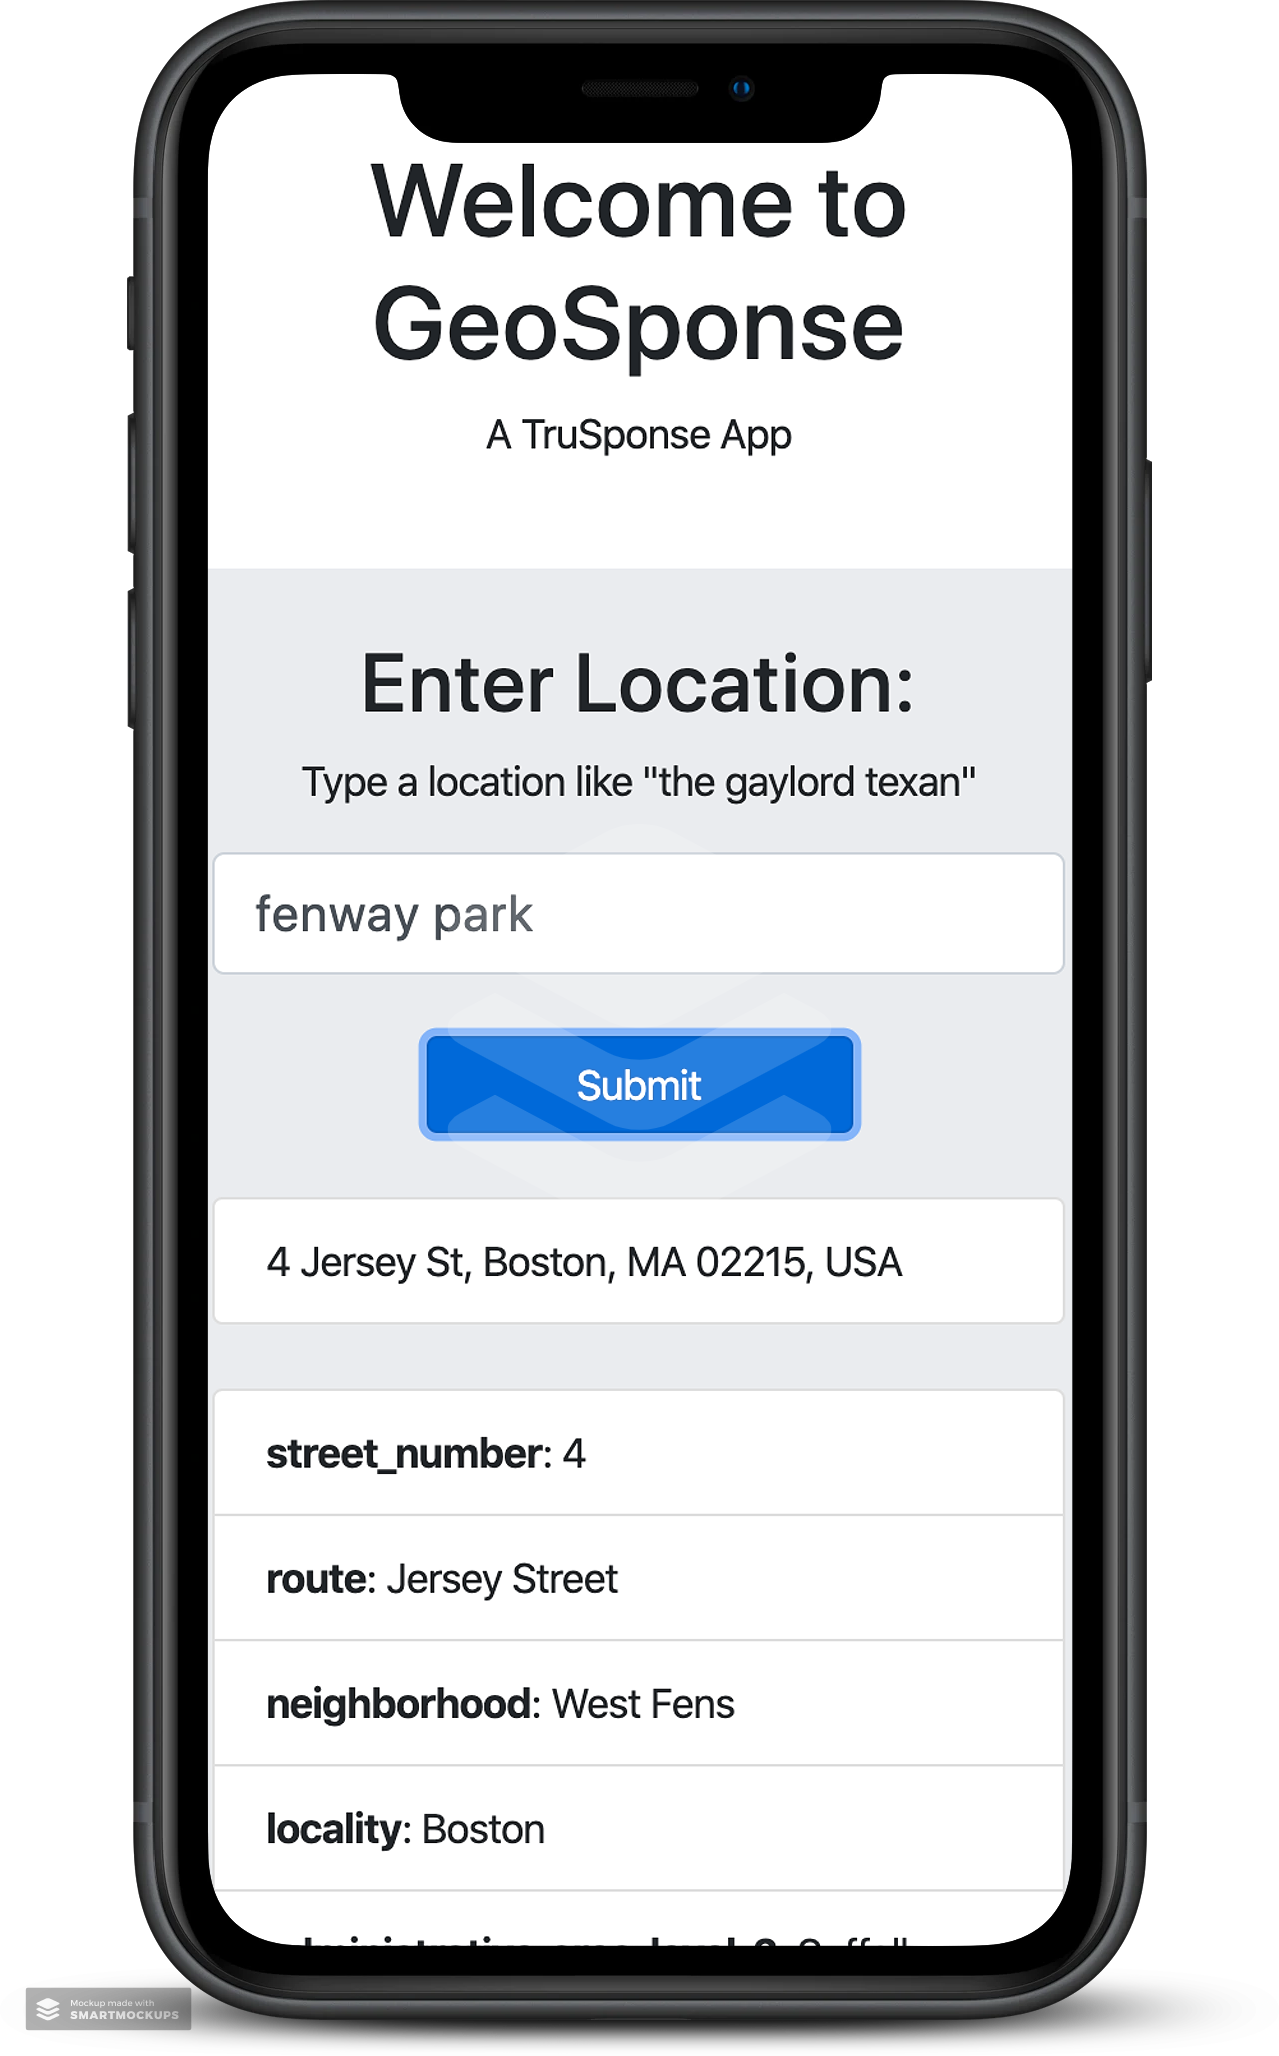 Welcome to
GeoSponse
A TruSponse App
Enter Location:
Type a location like "the gaylord texan"
fenway park
Submit
4 Jersey St, Boston, MA 02215, USA
street_number: 4
route: Jersey Street
neighborhood: West Fens
locality: Boston
Mockup made with
SMARTMOCKUPS